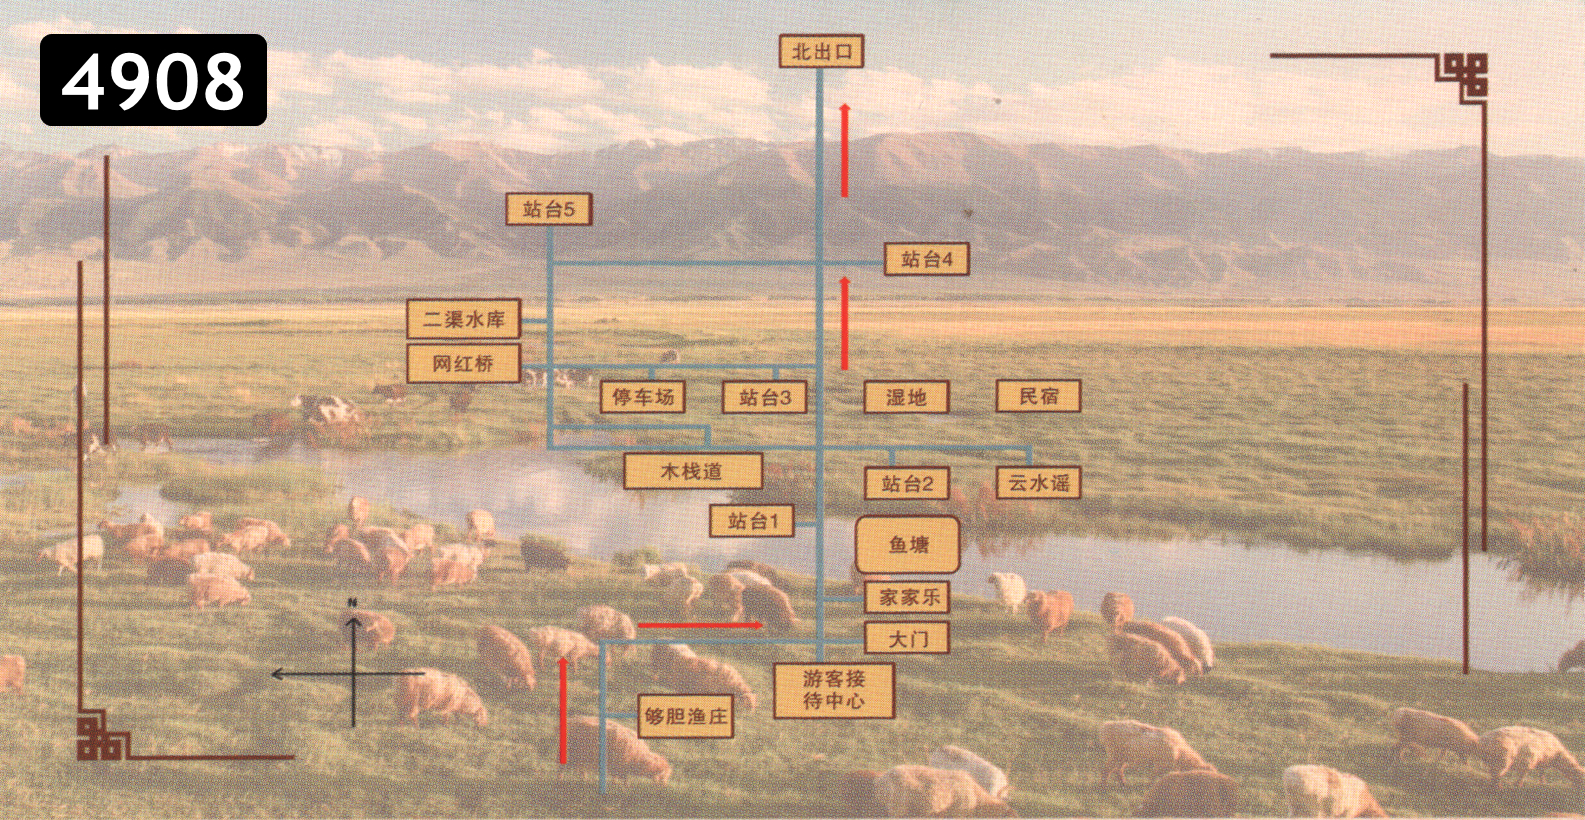 4908
北出口
站台5
站台4
二渠水库
网红桥
停车场
站台3
湿地
民宿
木栈道
站台2
云水谣
站台1
鱼塘
家家乐
N
大门
游客接
待中心
够胆渔庄